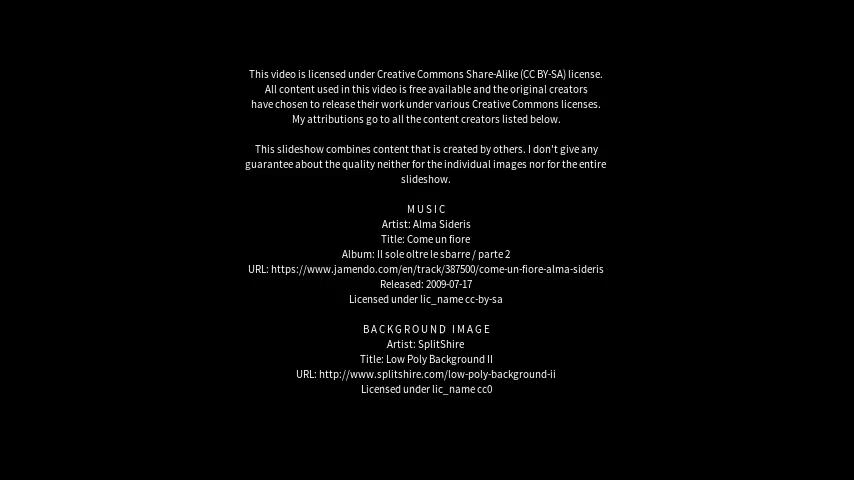 This video is licensed under Creative Commons Share-Alike (CC BY-SA) license.
All content used in this video is free available and the original creators
have chosen to release their work under various Creative Commons licenses.
My attributions go to all the content creators listed below.
This slideshow combines content that is created by others. I don't give any
guarantee about the quality neither for the individual images nor for the entire
slideshow.
MUSIC
Artist: Alma Sideris
Title: Come un fiore
Album: Il sole oltre le sbarre / parte 2
URL: https://www.jamendo.com/en/track/387500/come-un-fiore-alma-sideris
Released: 2009-07-17
Licensed under lic_name cc-by-sa
BACKGROUND IMAGE
Artist: SplitShire
Title: Low Poly Background II
URL: http://www.splitshire.com/low-poly-background-ii
Licensed under lic_name cc0